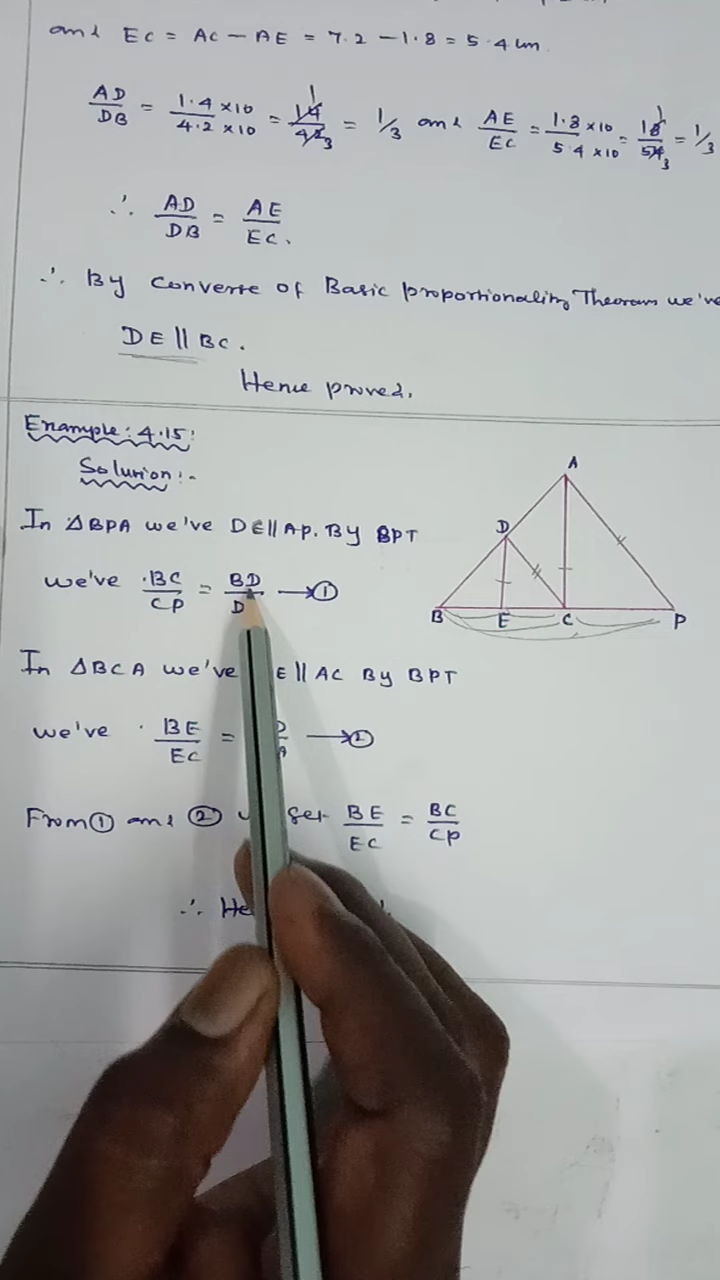 and EC = AC - AE = 7.2 - 1.8 = 5.4 cm
AD/DB = 1.4 × 10/4.2 × 10 = 14/42 = 1/3 and AE/EC = 1.8 × 10/5.4 × 10 = 18/54 = 1/3
∴ AD/DB = AE/EC.
∴ By Converse of Basic proportionality Theorem we've
DE || BC.
Hence proved.
Example: 4.15:
Solution:-
In ΔBPA we've DC || AP. By BPT
we've BC/CP = BD/D → ①
In ΔBCA we've E || AC By BPT
we've BE/EC = → ②
From ① and ② get BE/EC = BC/CP
∴ He
A
D
B E C P